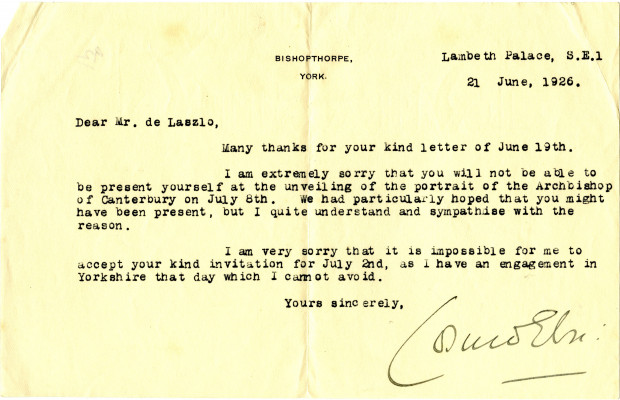 BISHOPTHORPE,
YORK.
Lambeth Palace, S.E.1
21 June, 1926.
Dear Mr. de Laszlo,
Many thanks for your kind letter of June 19th.
I am extremely sorry that you will not be able to
be present yourself at the unveiling of the portrait of the Archbishop
of Canterbury on July 8th. We had particularly hoped that you might
have been present, but I quite understand and sympathise with the
reason.
I am very sorry that it is impossible for me to
accept your kind invitation for July 2nd, as I have an engagement in
Yorkshire that day which I cannot avoid.
Yours sincerely,
Cosmo Ebor: